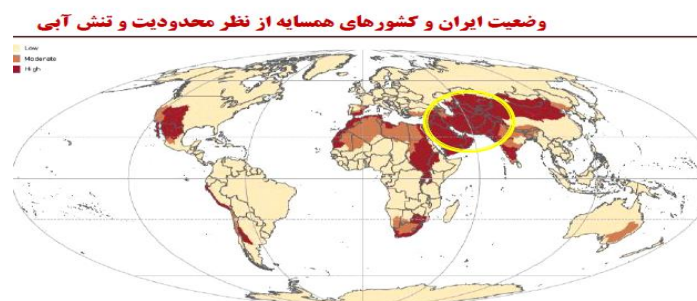 وضعیت ایران و کشورهای همسایه از نظر محدودیت و تنش آبی
Low
Moderate
High